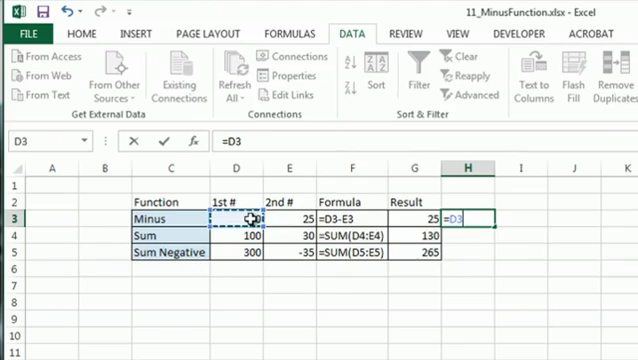 11_MinusFunction.xlsx - Excel
FILE HOME INSERT PAGE LAYOUT FORMULAS DATA REVIEW VIEW DEVELOPER ACROBAT
From Access
From Web
From Text
From Other Sources
Existing Connections
Refresh All
Connections
Properties
Edit Links
Sort
Filter
Clear
Reapply
Advanced
Text to Columns
Flash Fill
Remove Duplicates
Get External Data Connections Sort & Filter
D3 fx =D3
A B C D E F G H I J K
1
2 Function 1st # 2nd # Formula Result
3 Minus 25 =D3-E3 25 =D3
4 Sum 100 30 =SUM(D4:E4) 130
5 Sum Negative 300 -35 =SUM(D5:E5) 265
6
7
8
9
10
11